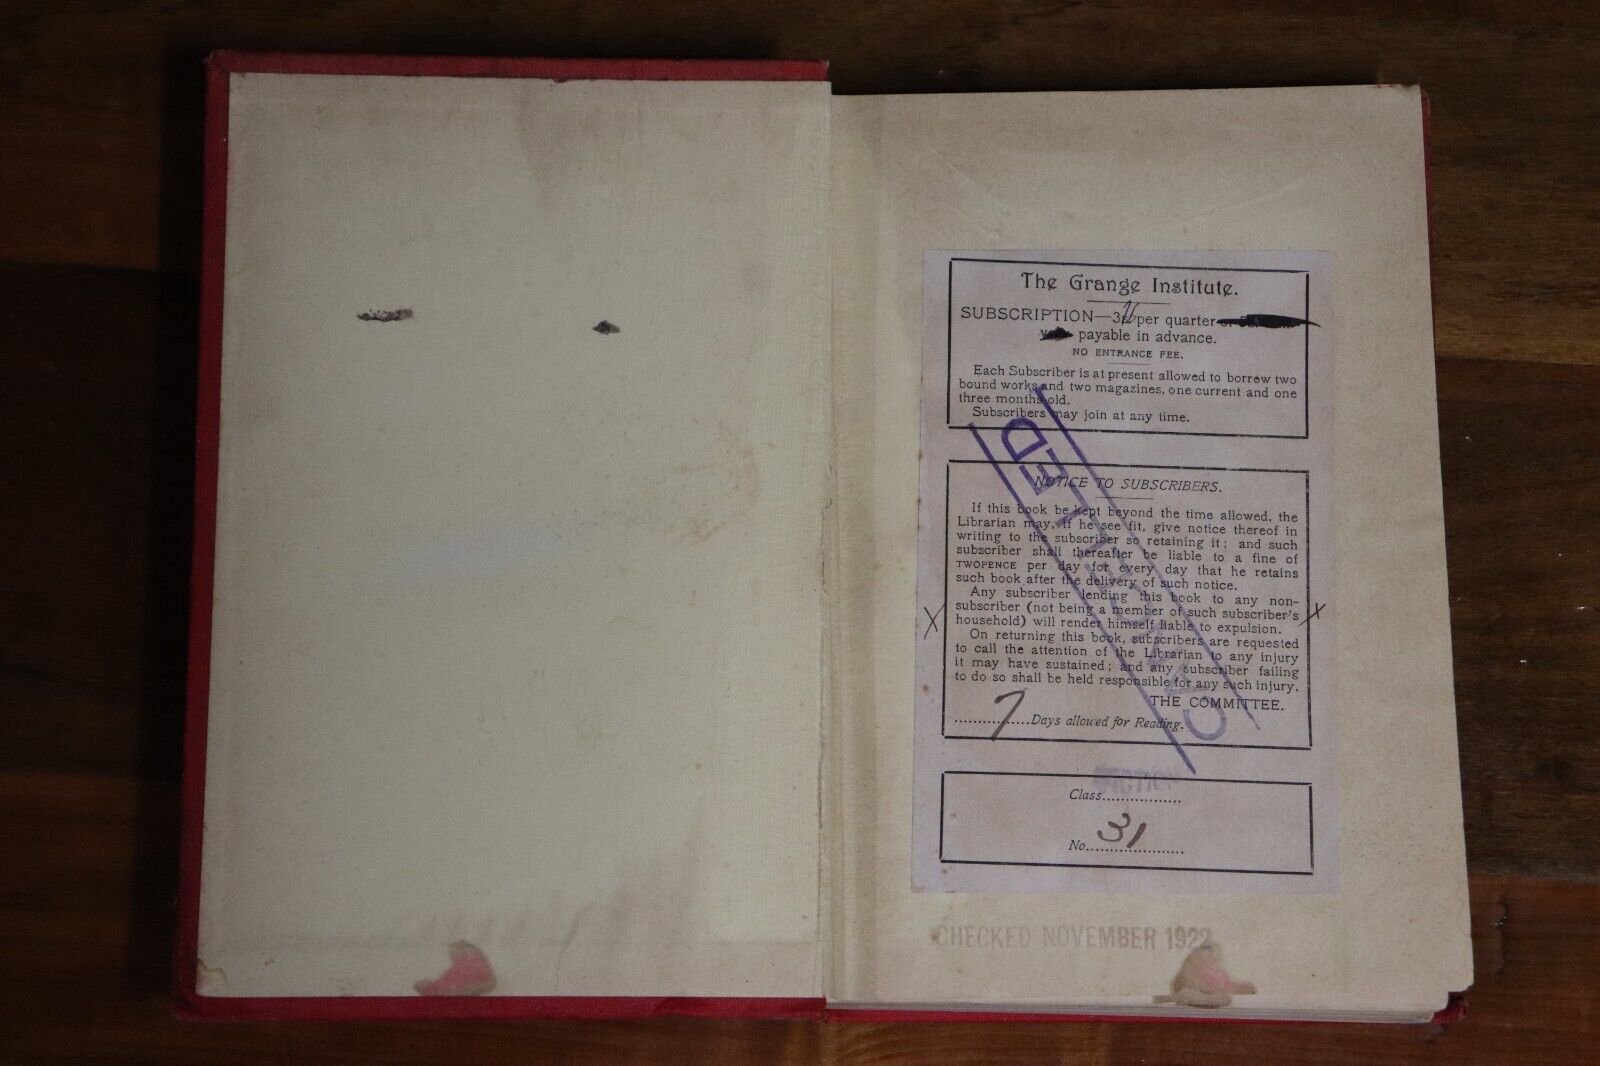 The Grange Institute.
SUBSCRIPTION—3s/ per quarter
payable in advance.
NO ENTRANCE FEE.
Each Subscriber is at present allowed to borrow two
bound works and two magazines, one current and one
three months old.
Subscribers may join at any time.
NOTICE TO SUBSCRIBERS.
If this book be kept beyond the time allowed, the
Librarian may, if he see fit, give notice thereof in
writing to the subscriber so retaining it; and such
subscriber shall thereafter be liable to a fine of
TWOPENCE per day for every day that he retains
such book after the delivery of such notice.
Any subscriber lending this book to any non-
subscriber (not being a member of such subscriber's
household) will render himself liable to expulsion.
On returning this book, subscribers are requested
to call the attention of the Librarian to any injury
it may have sustained; and any subscriber failing
to do so shall be held responsible for any such injury.
THE COMMITTEE.
7 Days allowed for Reading.
CANCELLED
X
X
FICTION
Class.................
No. 31
CHECKED NOVEMBER 1922